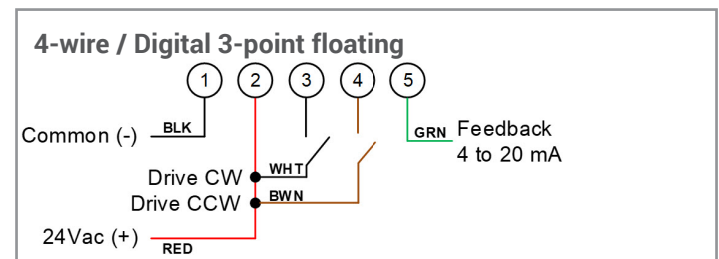 4-wire / Digital 3-point floating
1 2 3 4 5
Common (-) BLK GRN Feedback
4 to 20 mA
Drive CW WHT
Drive CCW BWN
24Vac (+) RED